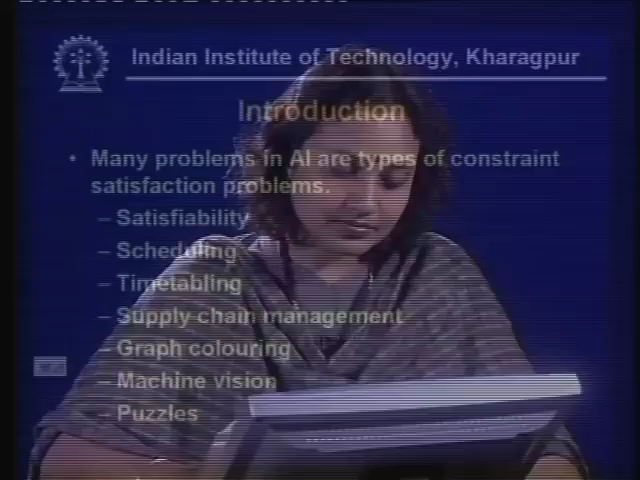 Indian Institute of Technology, Kharagpur
Introduction
• Many problems in AI are types of constraint
satisfaction problems.
– Satisfiability
– Scheduling
– Timetabling
– Supply chain management
– Graph colouring
– Machine vision
– Puzzles